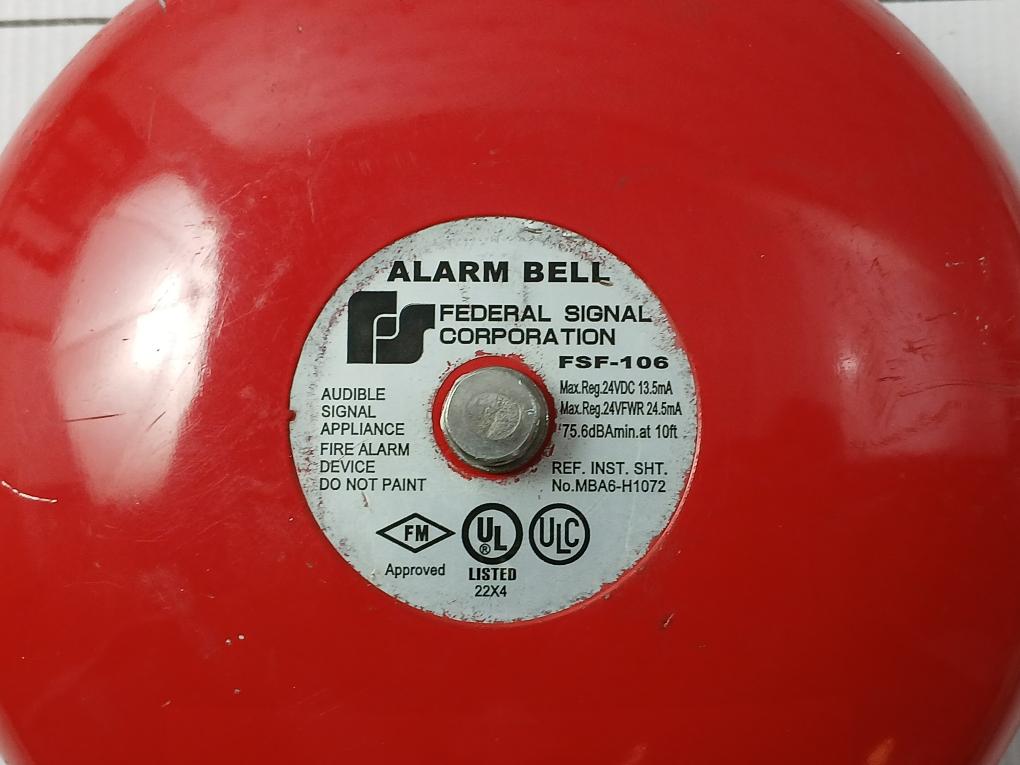 ALARM BELL
FS
FEDERAL SIGNAL
CORPORATION
FSF-106
AUDIBLE
SIGNAL
APPLIANCE
FIRE ALARM
DEVICE
DO NOT PAINT
Max.Reg.24VDC 13.5mA
Max.Reg.24VFWR 24.5mA
75.6dBAmin.at 10ft
REF. INST. SHT.
No.MBA6-H1072
FM
Approved
UL ®
LISTED
22X4
ULC